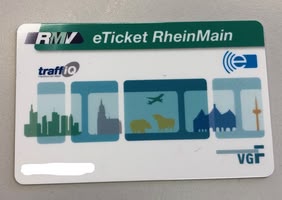 RMV eTicket RheinMain
traffiQ
VGF